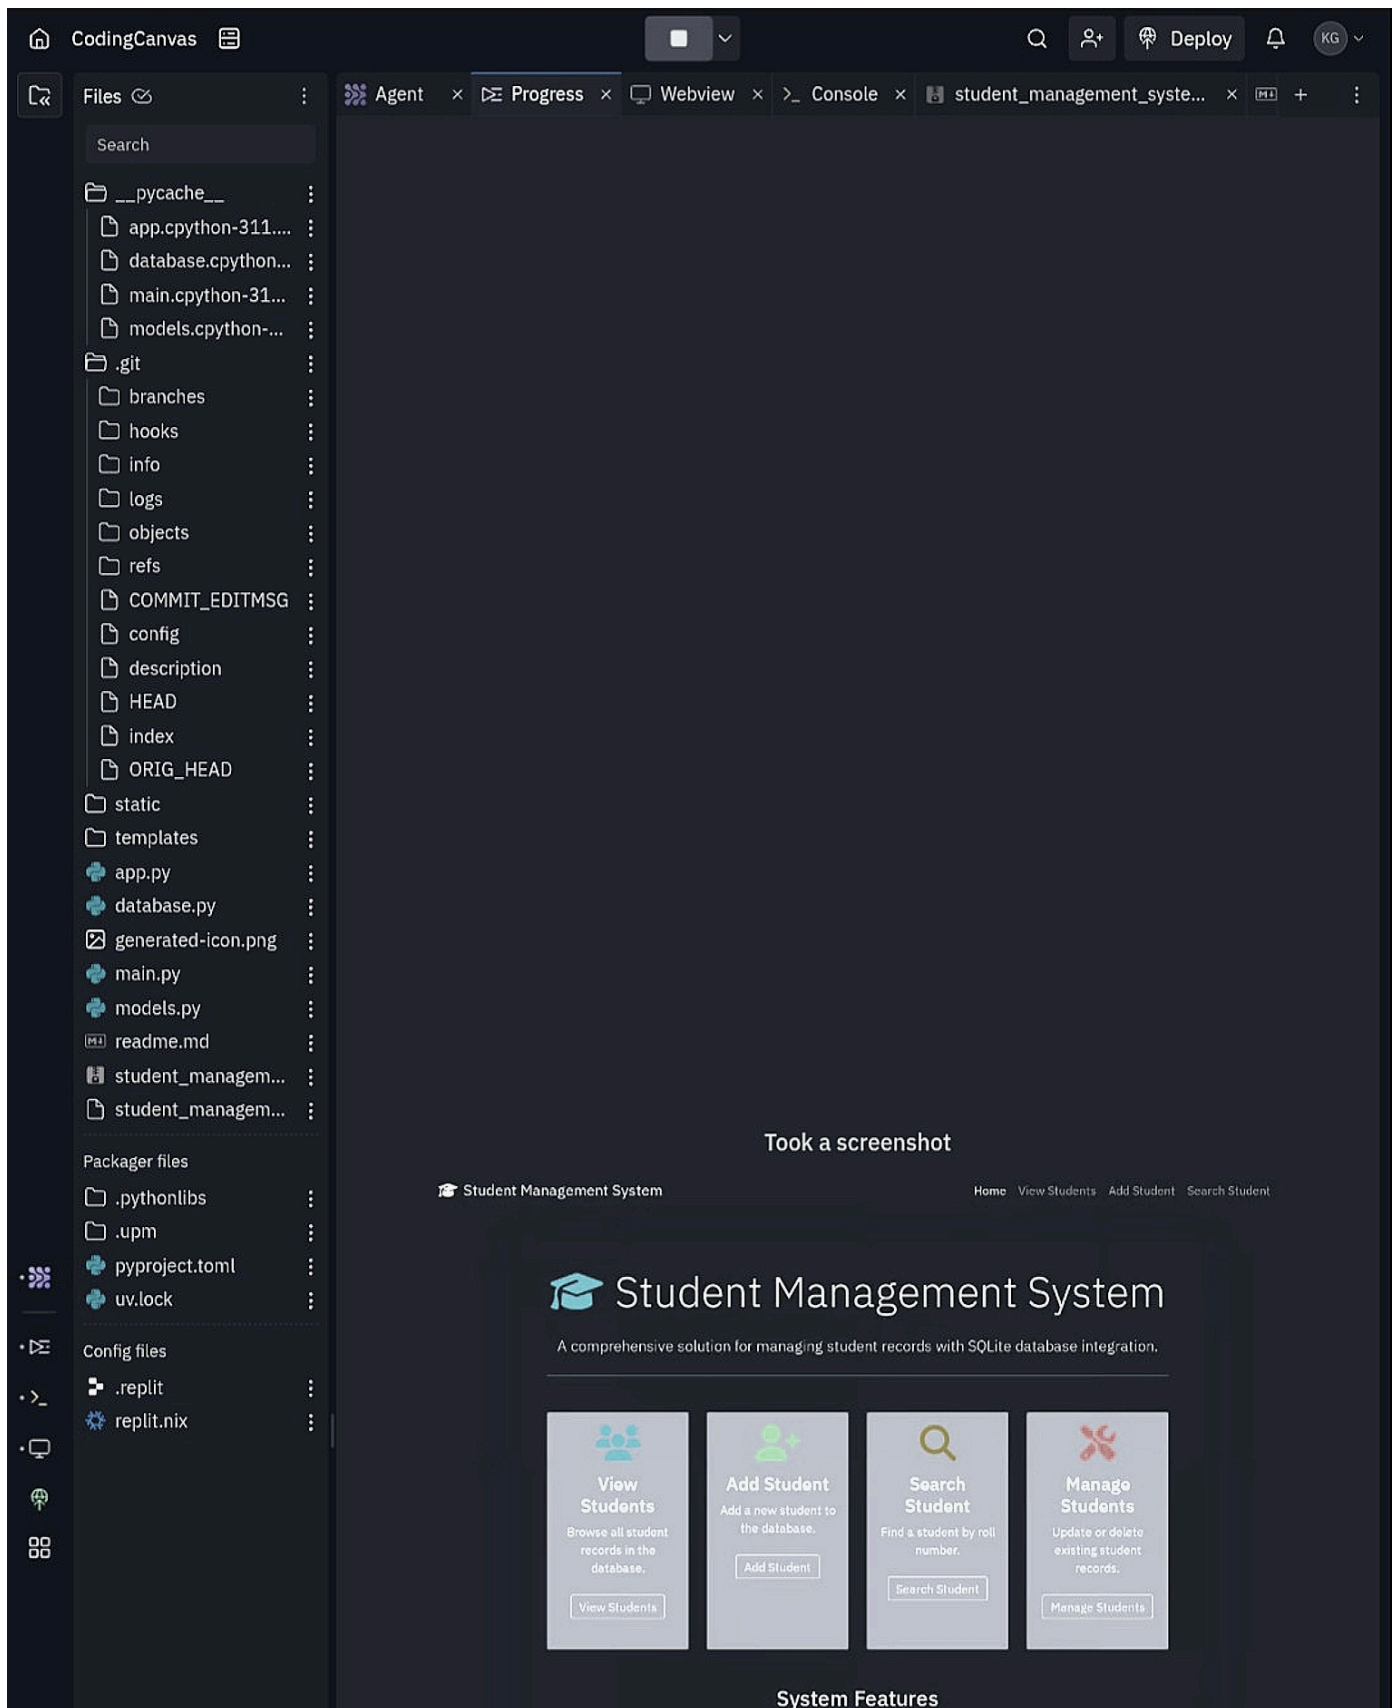 CodingCanvas
Deploy
KG
Files
Agent
Progress
Webview
Console
student_management_syste...
Search
__pycache__
app.cpython-311....
database.cpython...
main.cpython-31...
models.cpython-...
.git
branches
hooks
info
logs
objects
refs
COMMIT_EDITMSG
config
description
HEAD
index
ORIG_HEAD
static
templates
app.py
database.py
generated-icon.png
main.py
models.py
readme.md
student_managem...
student_managem...
Packager files
.pythonlibs
.upm
pyproject.toml
uv.lock
Config files
.replit
replit.nix
Took a screenshot
Student Management System
Home View Students Add Student Search Student
Student Management System
A comprehensive solution for managing student records with SQLite database integration.
View
Students
Browse all student
records in the
database.
View Students
Add Student
Add a new student to
the database.
Add Student
Search
Student
Find a student by roll
number.
Search Student
Manage
Students
Update or delete
existing student
records.
Manage Students
System Features